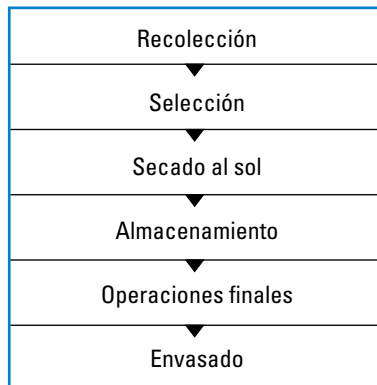 Recolección
Selección
Secado al sol
Almacenamiento
Operaciones finales
Envasado